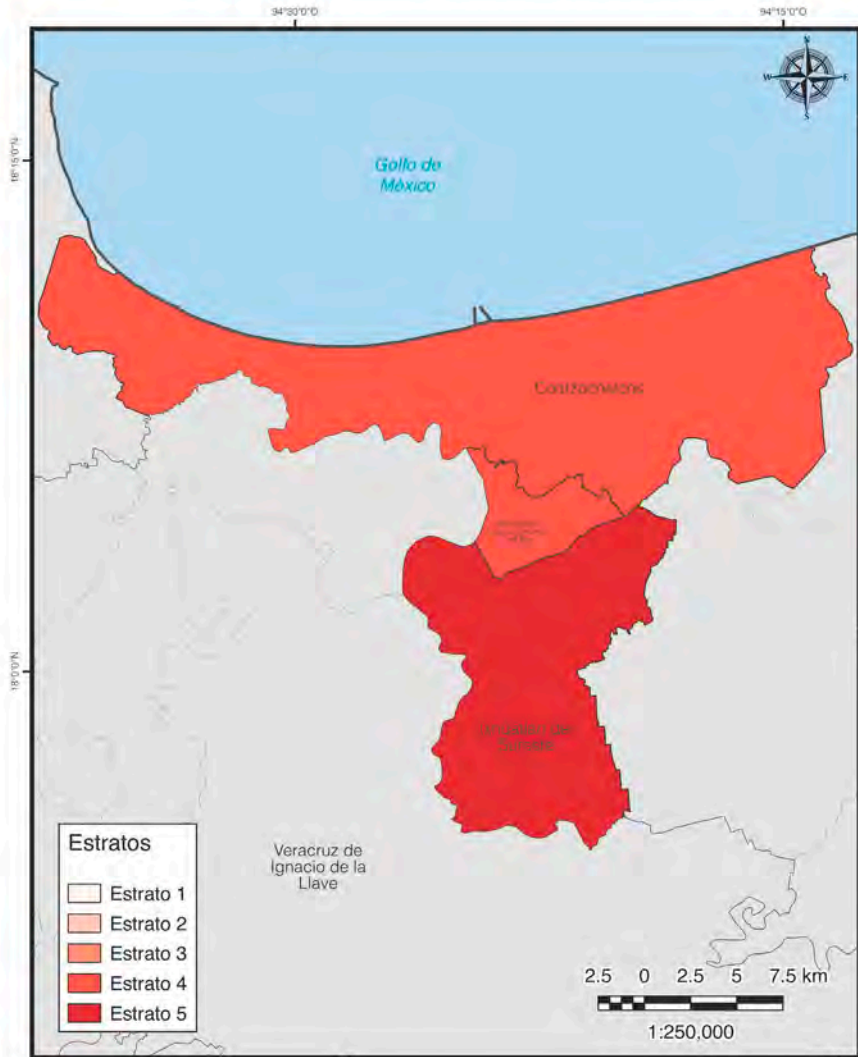 94°30'0"O
94°15'0"O
N
W
E
S
18°15'0"N
Golfo de
México
Coatzacoalcos
18°0'0"N
Estratos
Estrato 1
Estrato 2
Estrato 3
Estrato 4
Estrato 5
Veracruz de
Ignacio de la
Llave
2.5 0 2.5 5 7.5 km
1:250,000